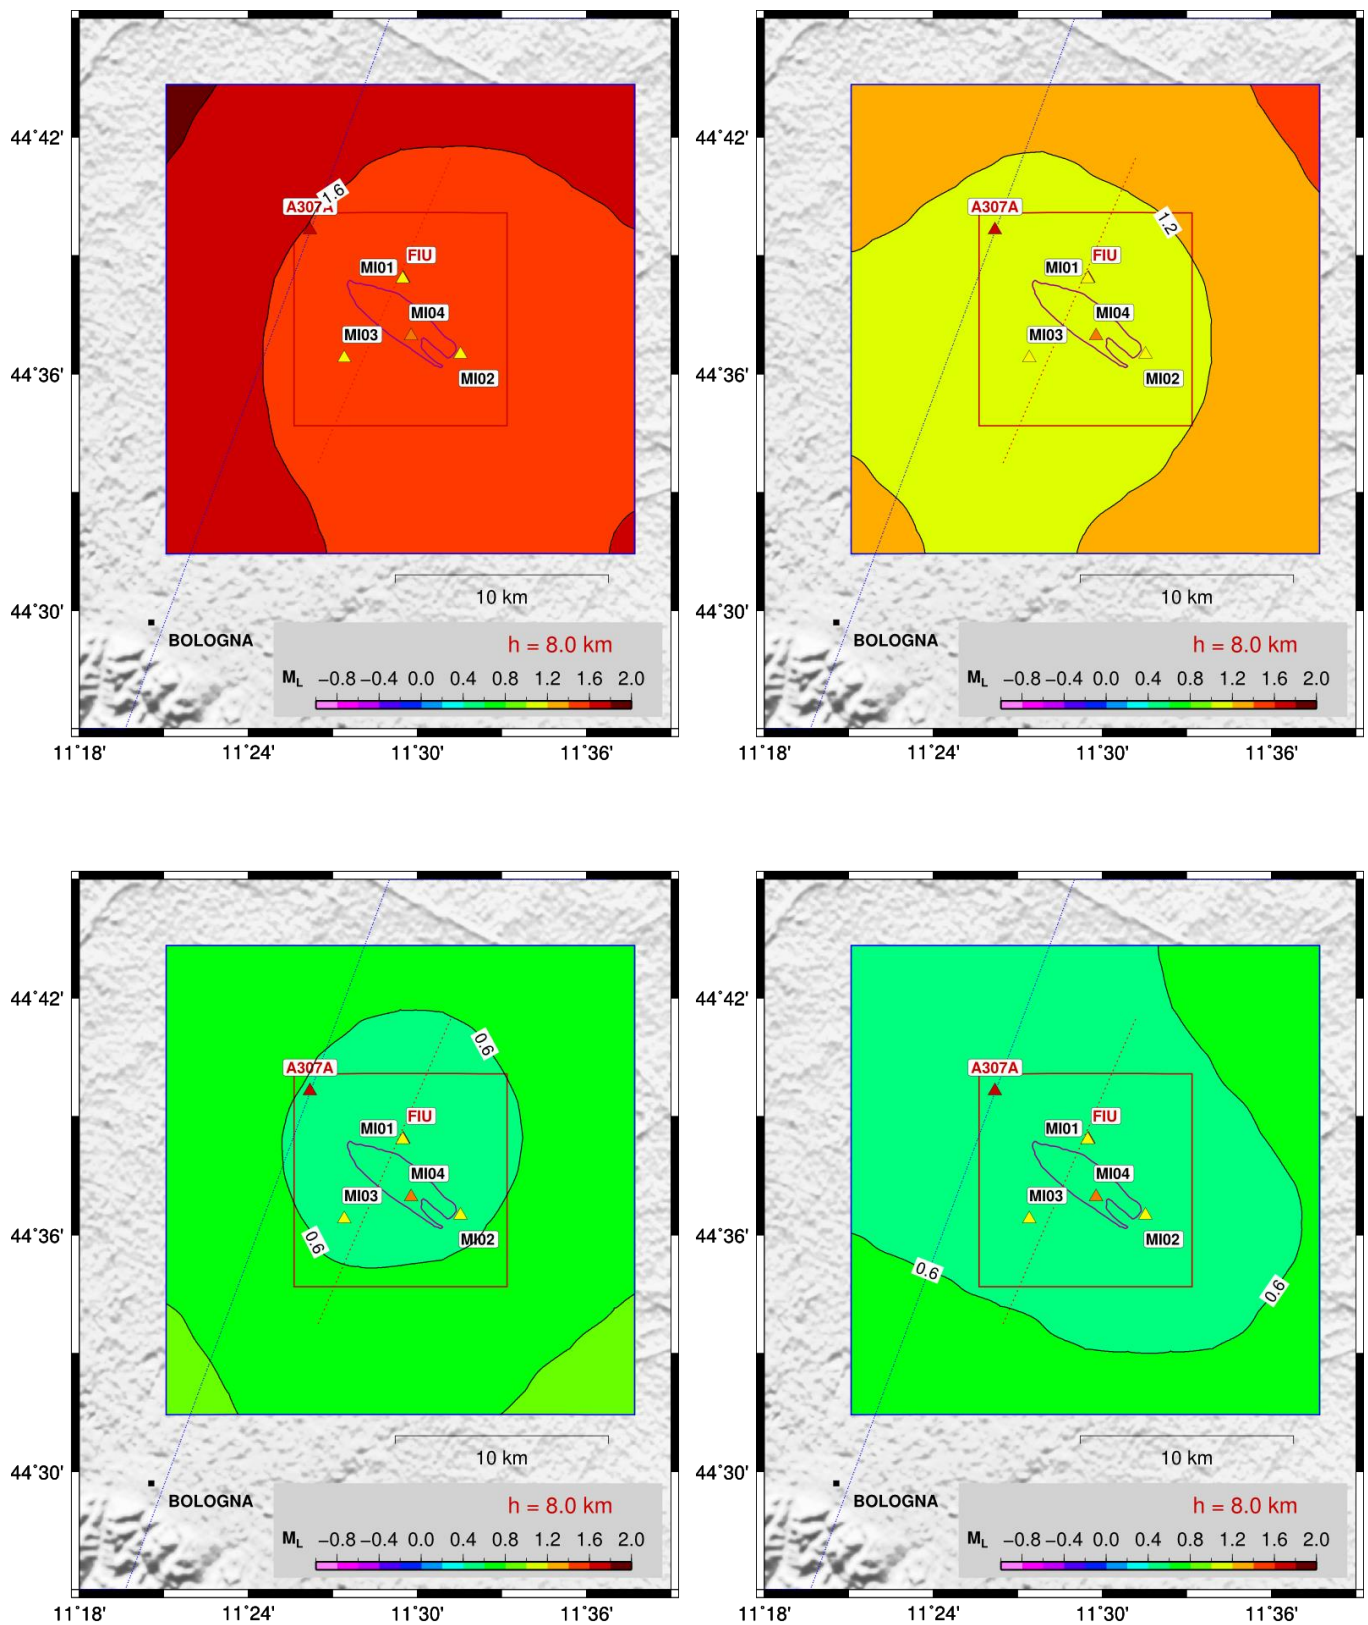 44°42'
44°36'
44°30'
1.6
A307A
FIU
MI01
MI04
MI03
MI02
10 km
BOLOGNA
h = 8.0 km
ML −0.8 −0.4 0.0 0.4 0.8 1.2 1.6 2.0
11°18' 11°24' 11°30' 11°36'
44°42'
44°36'
44°30'
A307A
1.2
FIU
MI01
MI04
MI03
MI02
10 km
BOLOGNA
h = 8.0 km
ML −0.8 −0.4 0.0 0.4 0.8 1.2 1.6 2.0
11°18' 11°24' 11°30' 11°36'
44°42'
44°36'
44°30'
0.6
A307A
FIU
MI01
MI04
MI03
MI02
0.6
10 km
BOLOGNA
h = 8.0 km
ML −0.8 −0.4 0.0 0.4 0.8 1.2 1.6 2.0
11°18' 11°24' 11°30' 11°36'
44°42'
44°36'
44°30'
A307A
FIU
MI01
MI04
MI03
MI02
0.6
0.6
10 km
BOLOGNA
h = 8.0 km
ML −0.8 −0.4 0.0 0.4 0.8 1.2 1.6 2.0
11°18' 11°24' 11°30' 11°36'